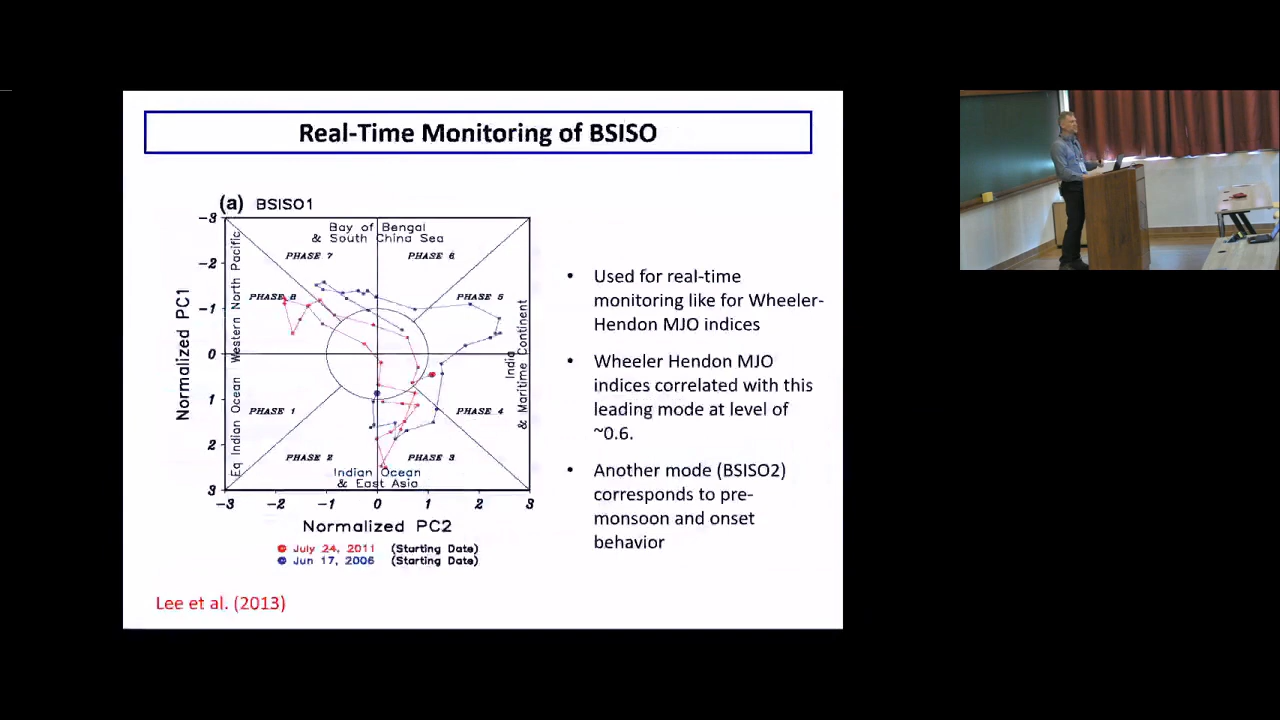 Real-Time Monitoring of BSISO
(a) BSISO1
-3
-2
-1
0
1
2
3
Normalized PC1
Bay of Bengal
& South China Sea
PHASE 7
PHASE 6
PHASE 8
PHASE 5
Western North Pacific
India
& Maritime Continent
Eq Indian Ocean
PHASE 1
PHASE 4
PHASE 2
PHASE 3
Indian Ocean
& East Asia
-3 -2 -1 0 1 2 3
Normalized PC2
July 24, 2011 (Starting Date)
Jun 17, 2006 (Starting Date)
• Used for real-time
monitoring like for Wheeler-
Hendon MJO indices
• Wheeler Hendon MJO
indices correlated with this
leading mode at level of
~0.6.
• Another mode (BSISO2)
corresponds to pre-
monsoon and onset
behavior
Lee et al. (2013)